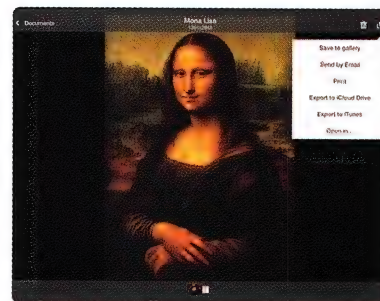 Documents
Mona Lisa
Save to gallery
Send by Email
Print
Export to iCloud Drive
Export to iTunes
Open in...